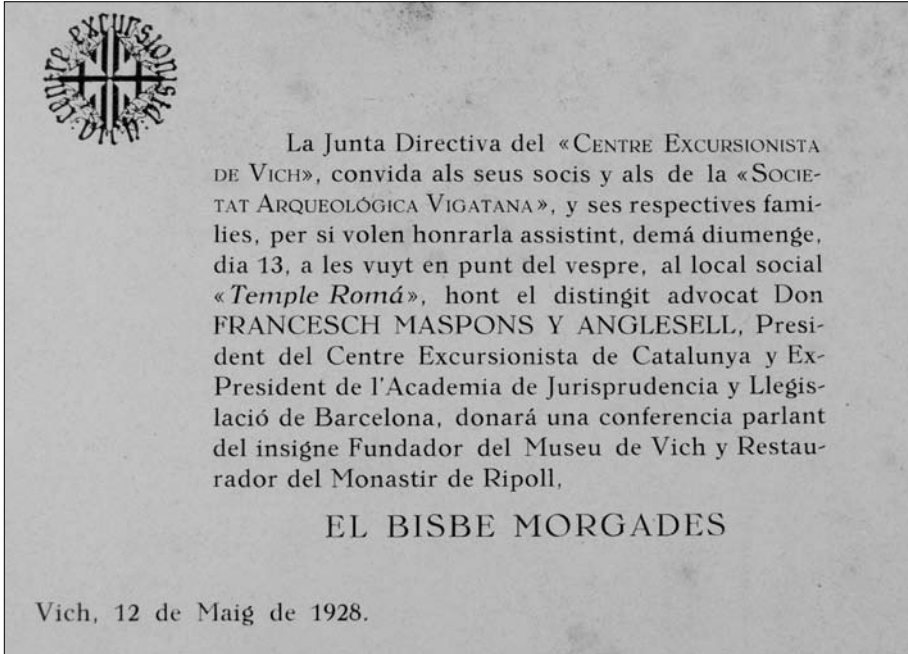 centre excursionista vich
La Junta Directiva del «CENTRE EXCURSIONISTA
DE VICH», convida als seus socis y als de la «SOCIE-
TAT ARQUEOLÓGICA VIGATANA», y ses respectives fami-
lies, per si volen honrarla assistint, demá diumenge,
dia 13, a les vuyt en punt del vespre, al local social
«Temple Romá», hont el distingit advocat Don
FRANCESCH MASPONS Y ANGLESELL, Presi-
dent del Centre Excursionista de Catalunya y Ex-
President de l'Academia de Jurisprudencia y Llegis-
lació de Barcelona, donará una conferencia parlant
del insigne Fundador del Museu de Vich y Restau-
rador del Monastir de Ripoll,
EL BISBE MORGADES
Vich, 12 de Maig de 1928.